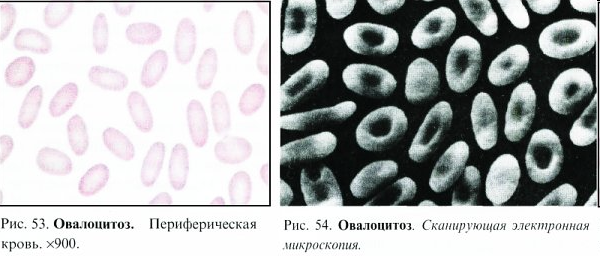 Рис. 53. Овалоцитоз. Периферическая
кровь. ×900.
Рис. 54. Овалоцитоз. Сканирующая электронная
микроскопия.